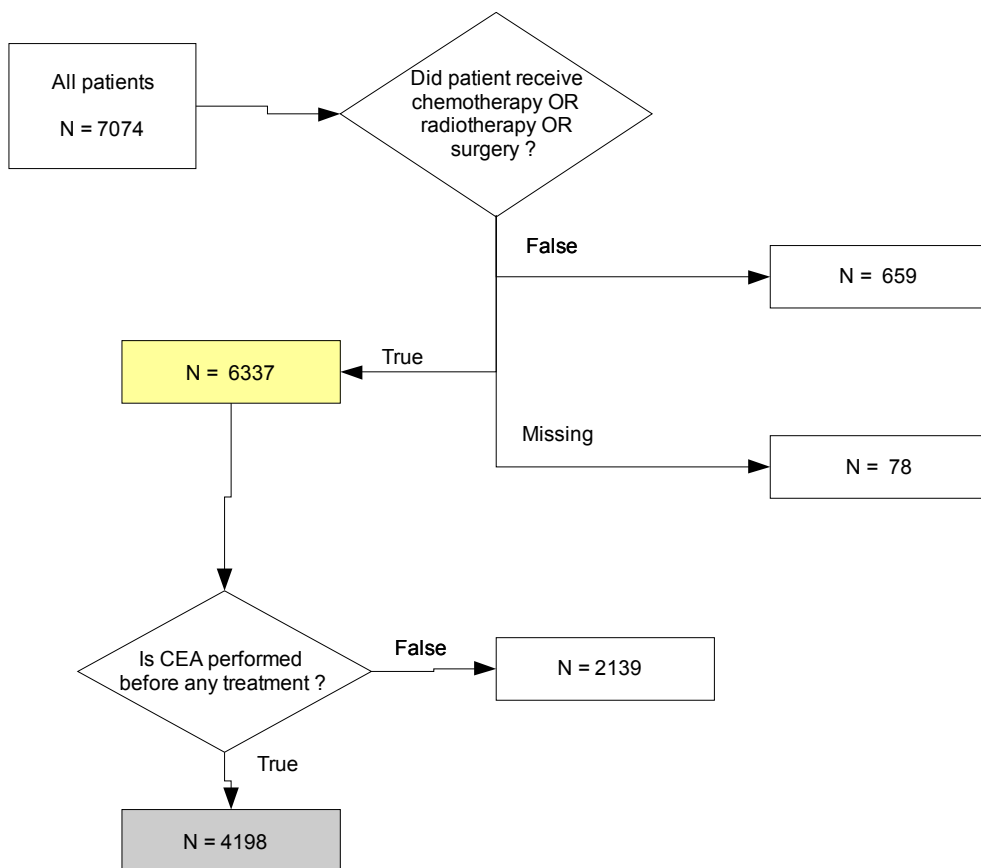 All patients
N = 7074
Did patient receive
chemotherapy OR
radiotherapy OR
surgery ?
False
N = 659
True
N = 6337
Missing
N = 78
Is CEA performed
before any treatment ?
False
N = 2139
True
N = 4198